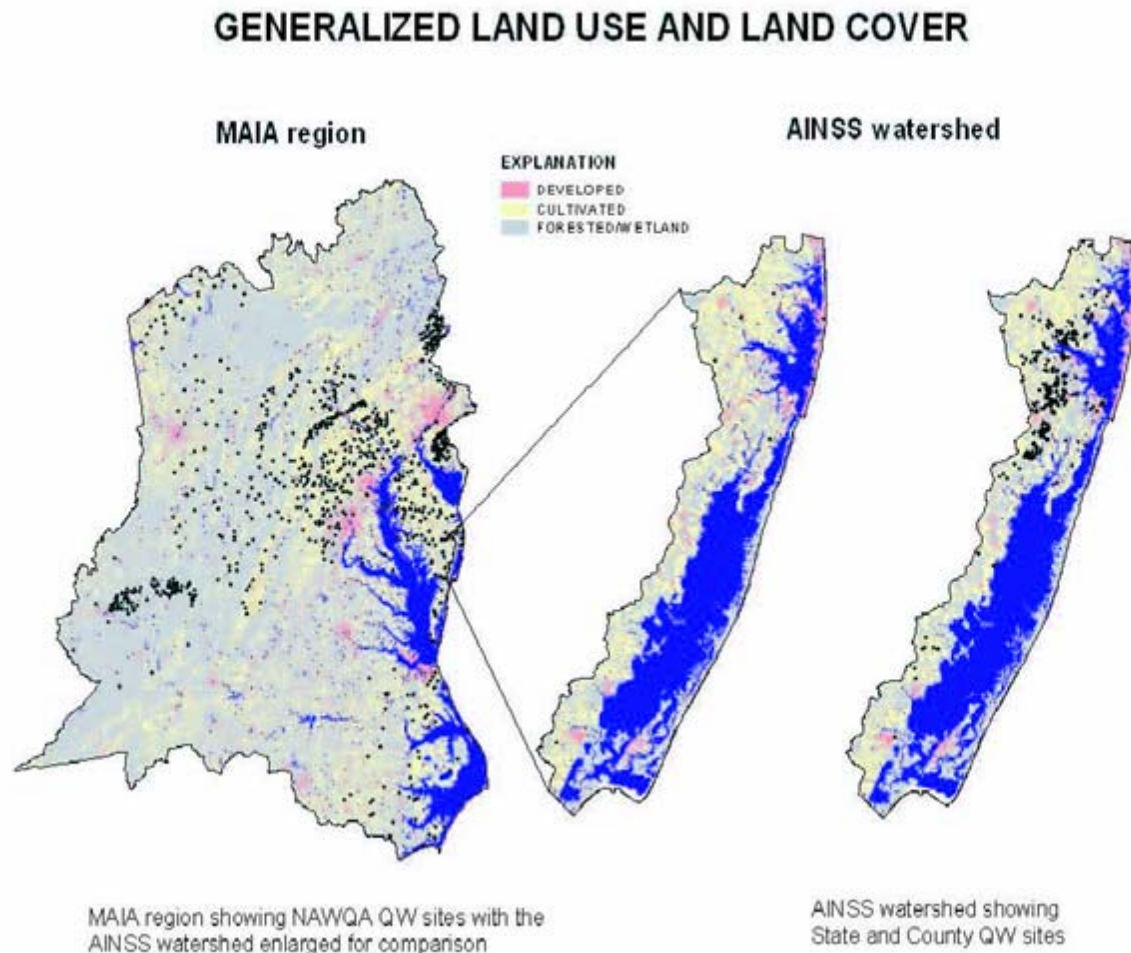 GENERALIZED LAND USE AND LAND COVER
MAIA region
AINSS watershed
EXPLANATION
DEVELOPED
CULTIVATED
FORESTED/WETLAND
MAIA region showing NAWQA QW sites with the
AINSS watershed enlarged for comparison
AINSS watershed showing
State and County QW sites